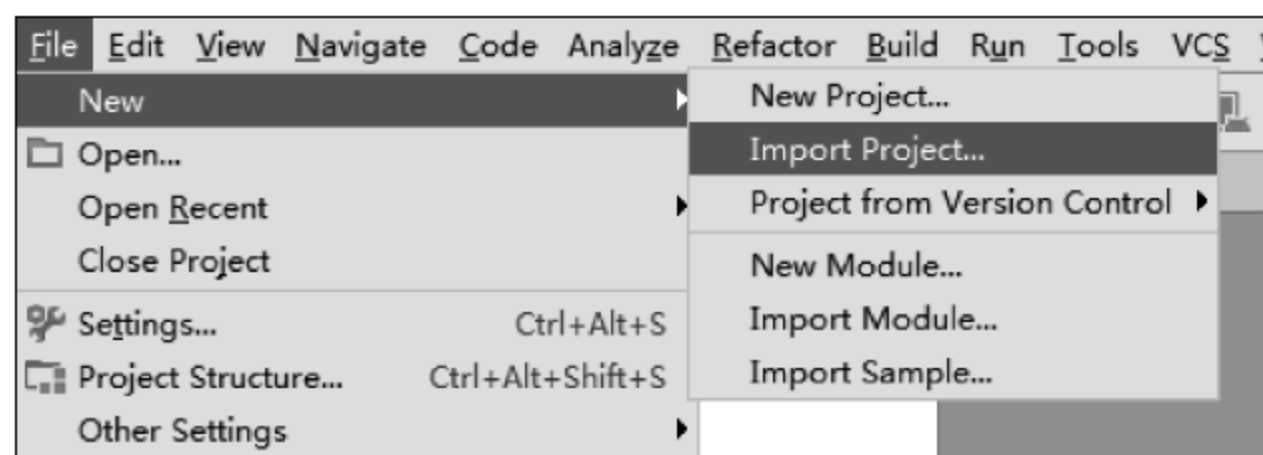 File Edit View Navigate Code Analyze Refactor Build Run Tools VCS
New
Open...
Open Recent
Close Project
Settings... Ctrl+Alt+S
Project Structure... Ctrl+Alt+Shift+S
Other Settings
New Project...
Import Project...
Project from Version Control
New Module...
Import Module...
Import Sample...